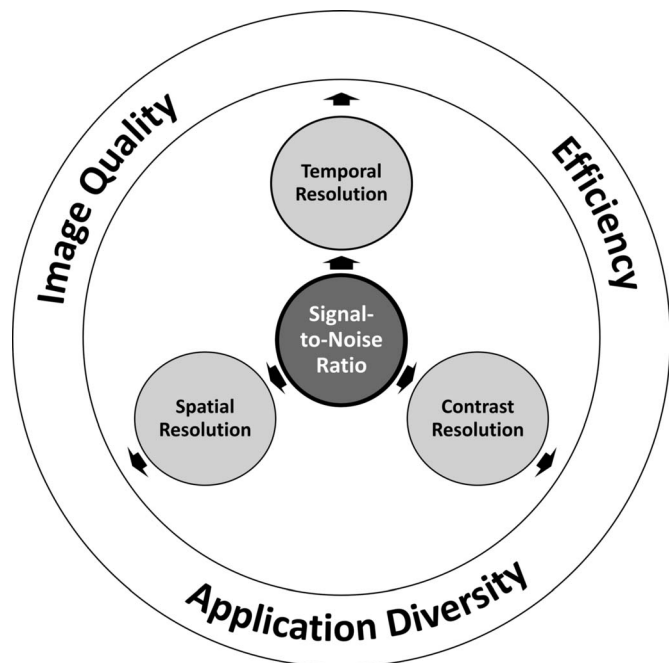 Image Quality
Efficiency
Temporal
Resolution
Signal-
to-Noise
Ratio
Spatial
Resolution
Contrast
Resolution
Application Diversity